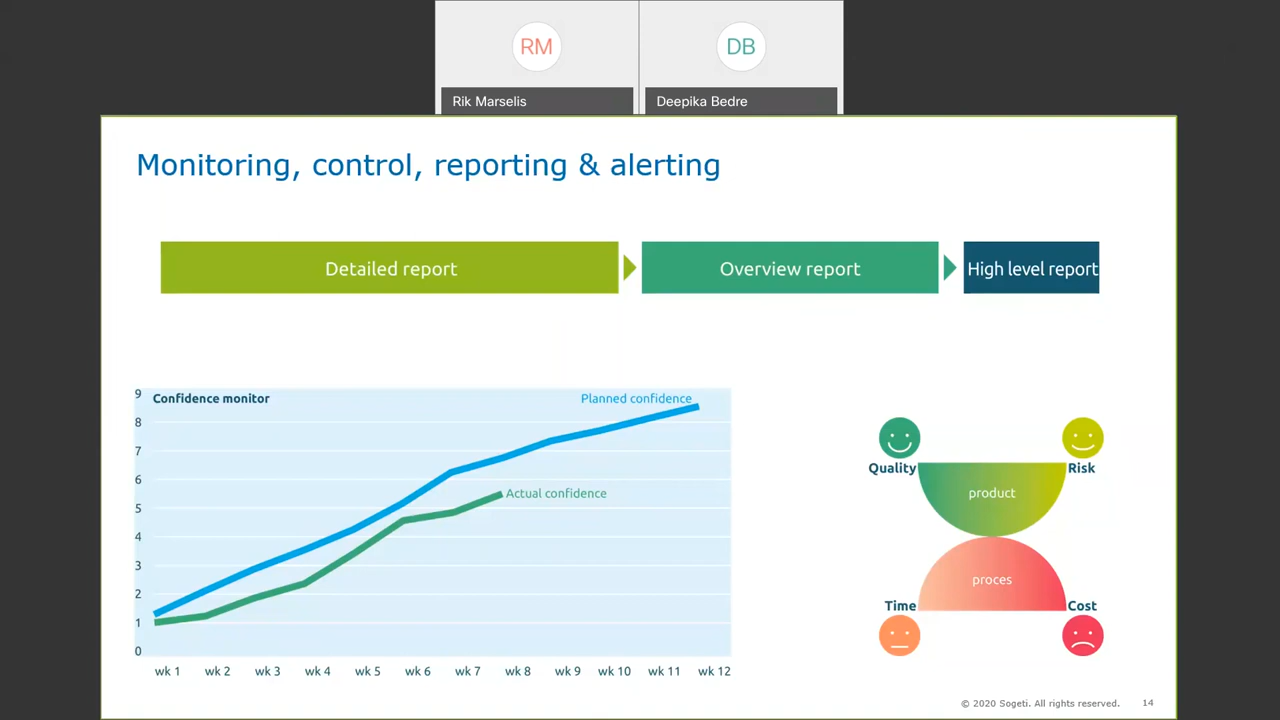 RM
DB
Rik Marselis
Deepika Bedre
Monitoring, control, reporting & alerting
Detailed report
Overview report
High level report
9
Confidence monitor
Planned confidence
8
7
6
Actual confidence
5
4
3
2
1
0
wk 1 wk 2 wk 3 wk 4 wk 5 wk 6 wk 7 wk 8 wk 9 wk 10 wk 11 wk 12
Quality
Risk
product
proces
Time
Cost
© 2020 Sogeti. All rights reserved. 14